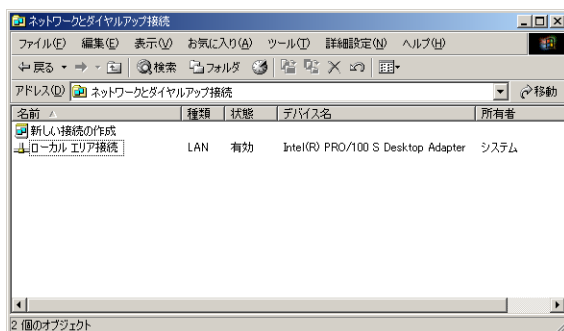 ネットワークとダイヤルアップ接続
ファイル(F) 編集(E) 表示(V) お気に入り(A) ツール(T) 詳細設定(N) ヘルプ(H)
戻る 検索 フォルダ
アドレス(D) ネットワークとダイヤルアップ接続 移動
名前 種類 状態 デバイス名 所有者
新しい接続の作成
ローカル エリア接続 LAN 有効 Intel(R) PRO/100 S Desktop Adapter システム
2 個のオブジェクト